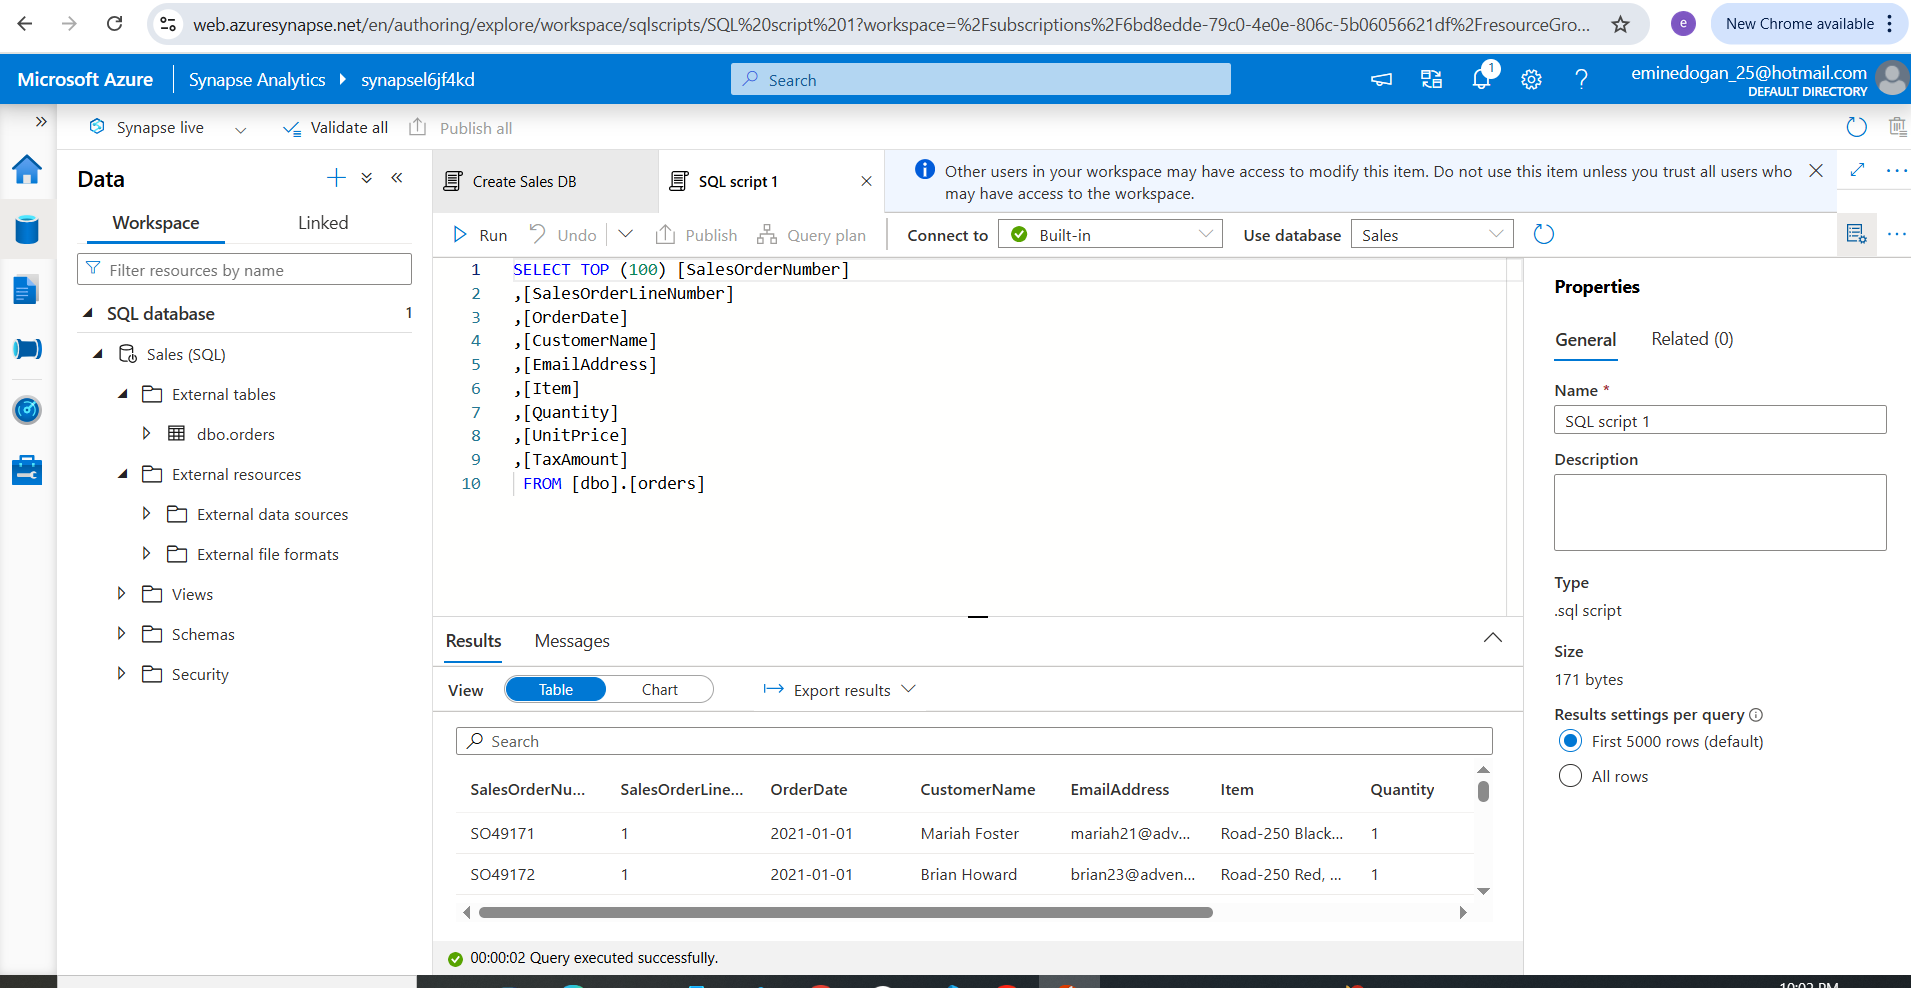 web.azuresynapse.net/en/authoring/explore/workspace/sqlscripts/SQL%20script%201?workspace=%2Fsubscriptions%2F6bd8edde-79c0-4e0e-806c-5b06056621df%2FresourceGro...
e
New Chrome available
Microsoft Azure
Synapse Analytics
synapsel6jf4kd
Search
1
eminedogan_25@hotmail.com
DEFAULT DIRECTORY
Synapse live
Validate all
Publish all
Data
Workspace
Linked
Filter resources by name
SQL database
1
Sales (SQL)
External tables
dbo.orders
External resources
External data sources
External file formats
Views
Schemas
Security
Create Sales DB
SQL script 1
Other users in your workspace may have access to modify this item. Do not use this item unless you trust all users who
may have access to the workspace.
Run
Undo
Publish
Query plan
Connect to
Built-in
Use database
Sales
1 SELECT TOP (100) [SalesOrderNumber]
2 ,[SalesOrderLineNumber]
3 ,[OrderDate]
4 ,[CustomerName]
5 ,[EmailAddress]
6 ,[Item]
7 ,[Quantity]
8 ,[UnitPrice]
9 ,[TaxAmount]
10 FROM [dbo].[orders]
Results
Messages
View
Table
Chart
Export results
Search
SalesOrderNu... SalesOrderLine... OrderDate CustomerName EmailAddress Item Quantity
SO49171 1 2021-01-01 Mariah Foster mariah21@adv... Road-250 Black... 1
SO49172 1 2021-01-01 Brian Howard brian23@adven... Road-250 Red, ... 1
00:00:02 Query executed successfully.
Properties
General
Related (0)
Name *
SQL script 1
Description
Type
.sql script
Size
171 bytes
Results settings per query
First 5000 rows (default)
All rows